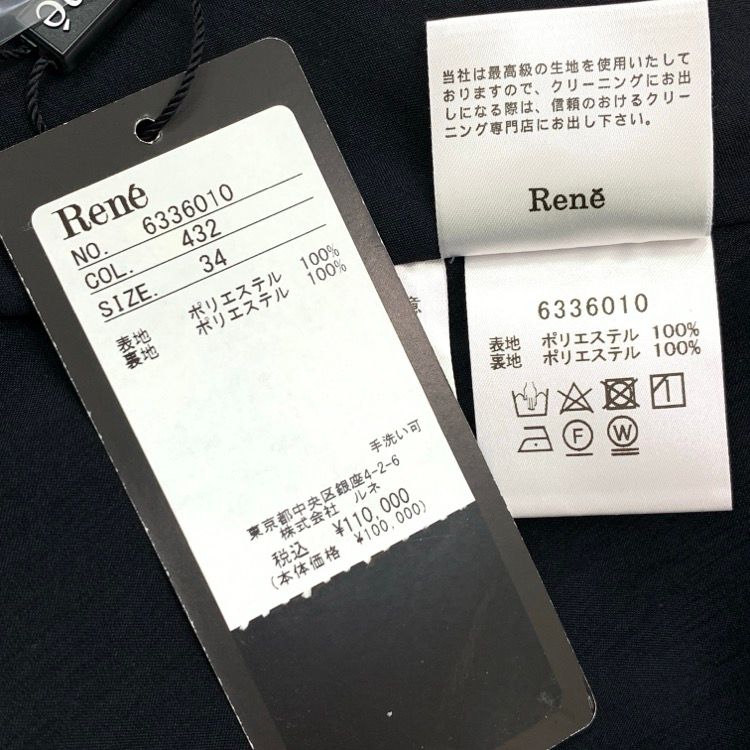 né
René
NO. 6336010
COL. 432
SIZE. 34
表地 ポリエステル 100%
裏地 ポリエステル 100%
手洗い可
東京都中央区銀座4-2-6
株式会社 ルネ
税込 ¥110,000
(本体価格 ¥100,000)
当社は最高級の生地を使用いたして
おりますので、クリーニングにお出
しになる際は、信頼のおけるクリー
ニング専門店にお出し下さい。
René
意
6336010
表地 ポリエステル 100%
裏地 ポリエステル 100%
F
W